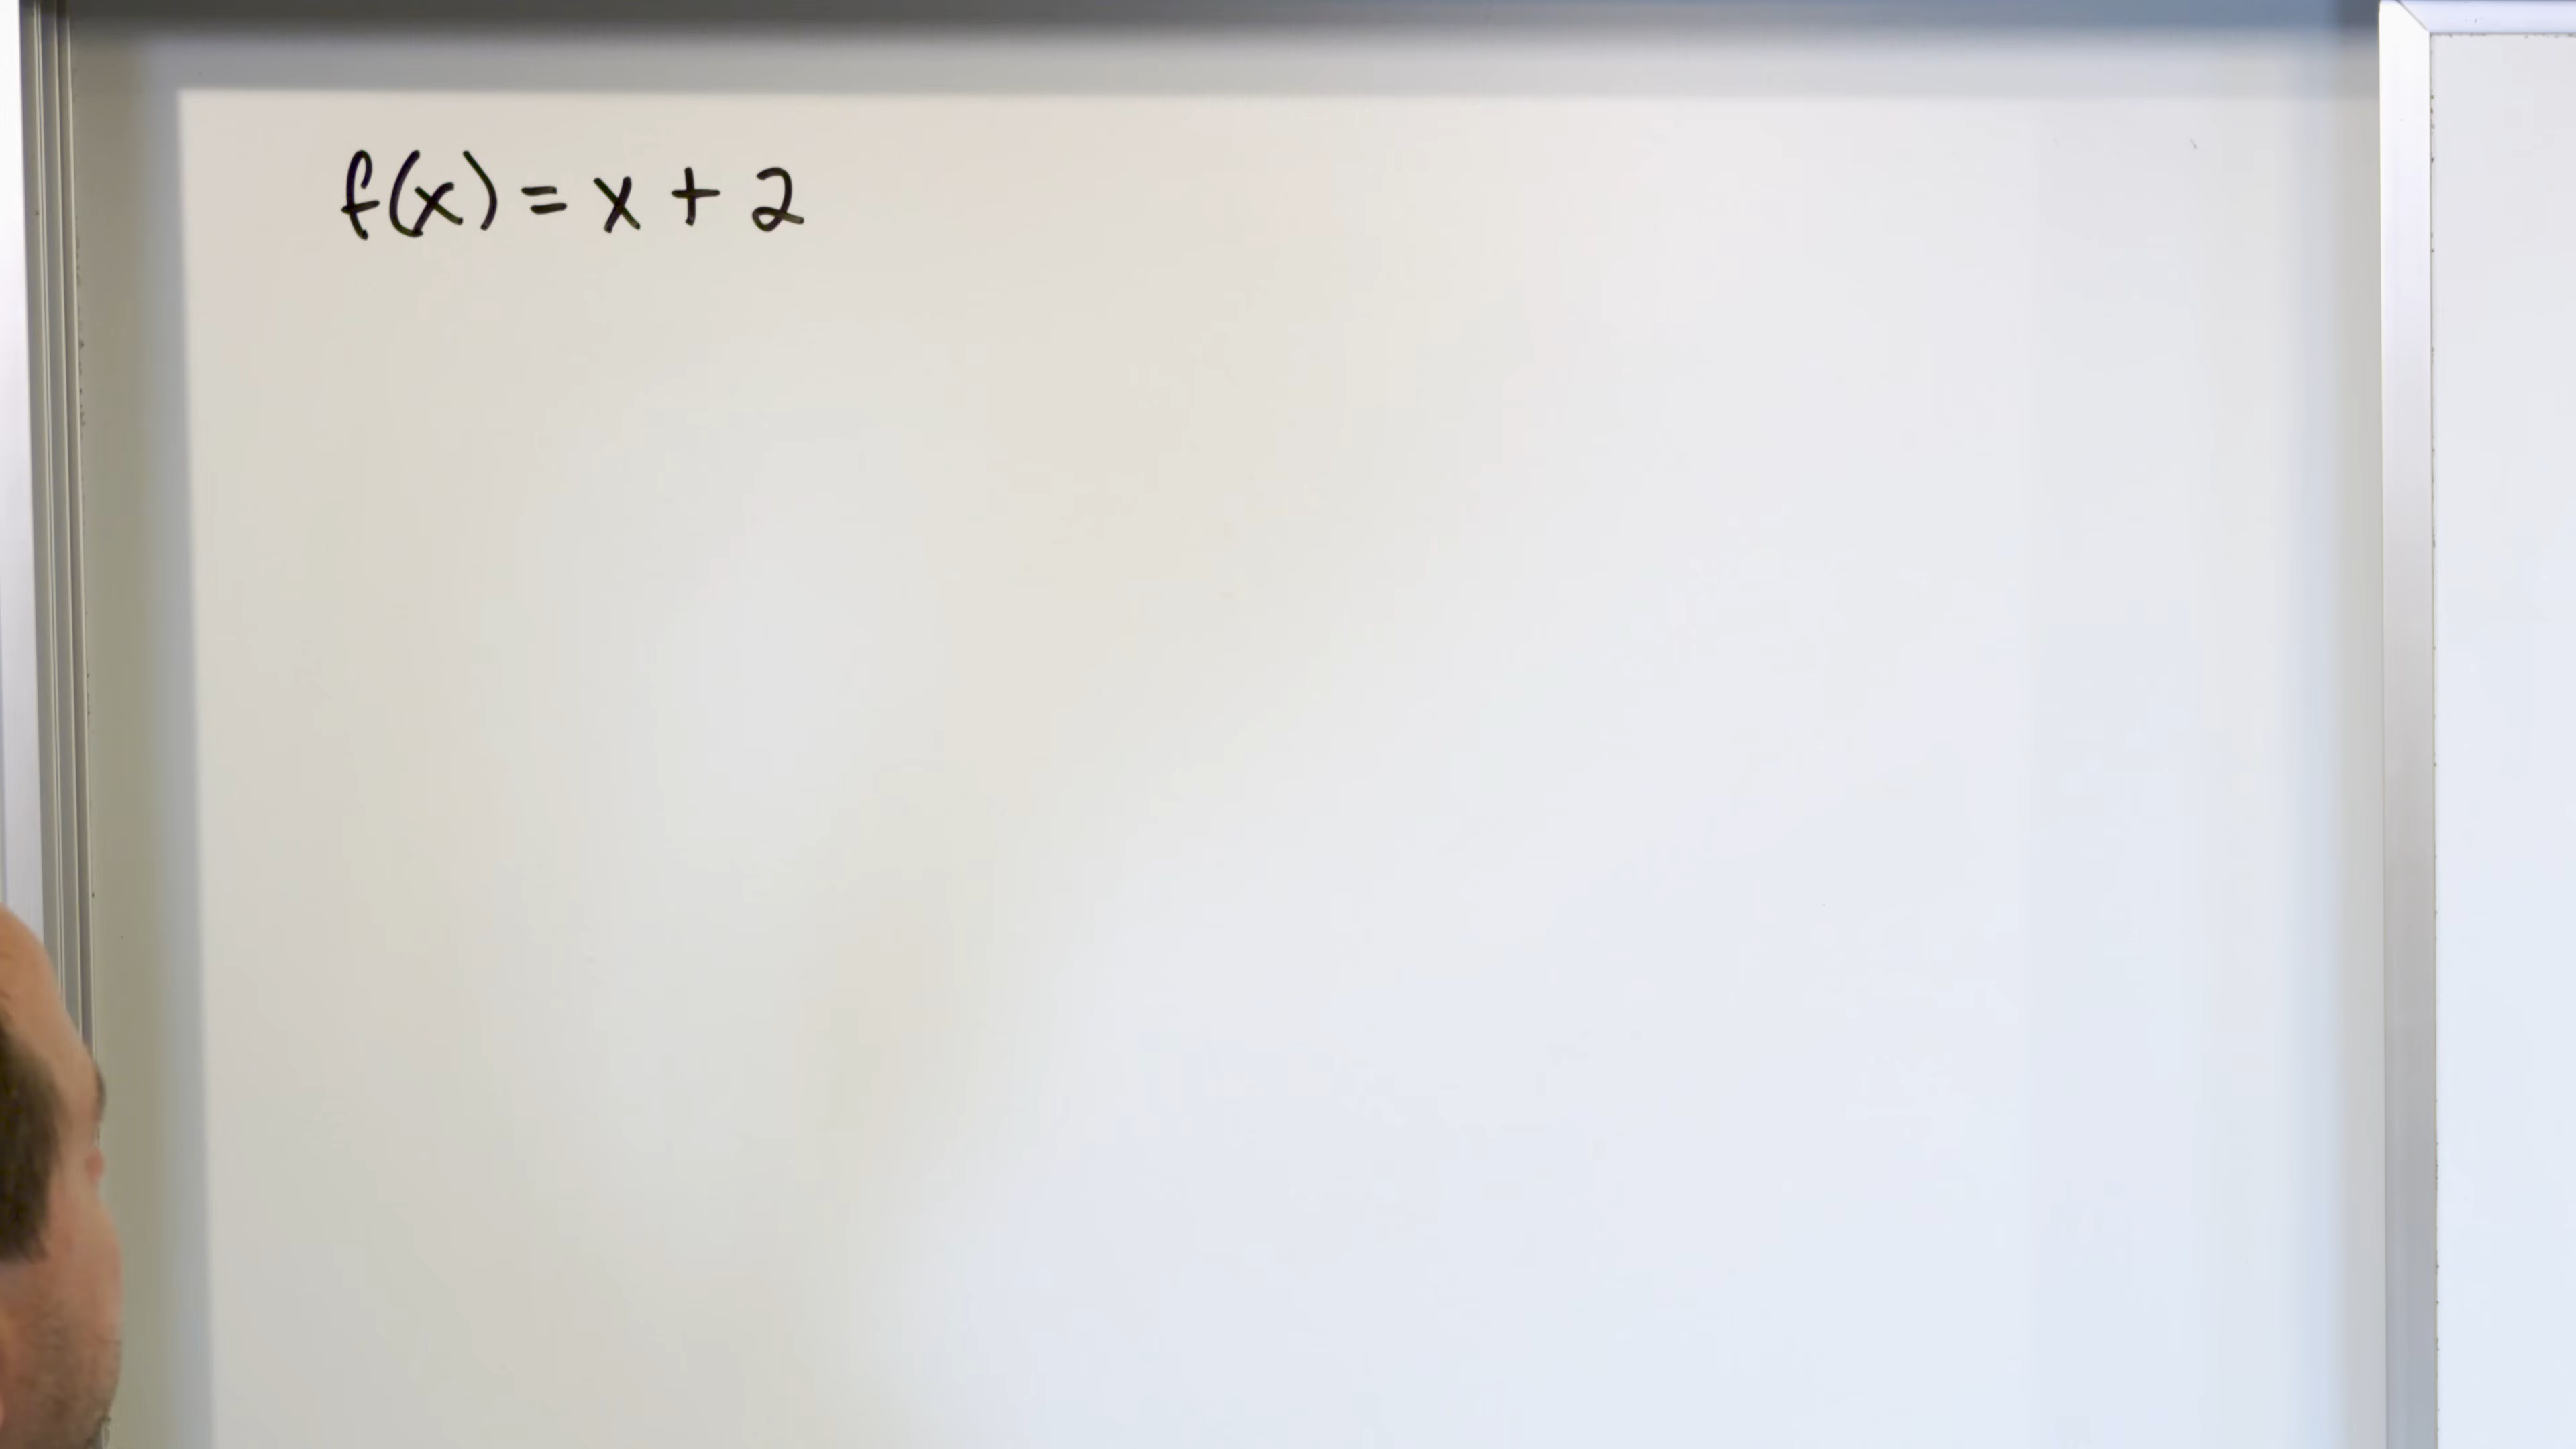 f(x) = x + 2